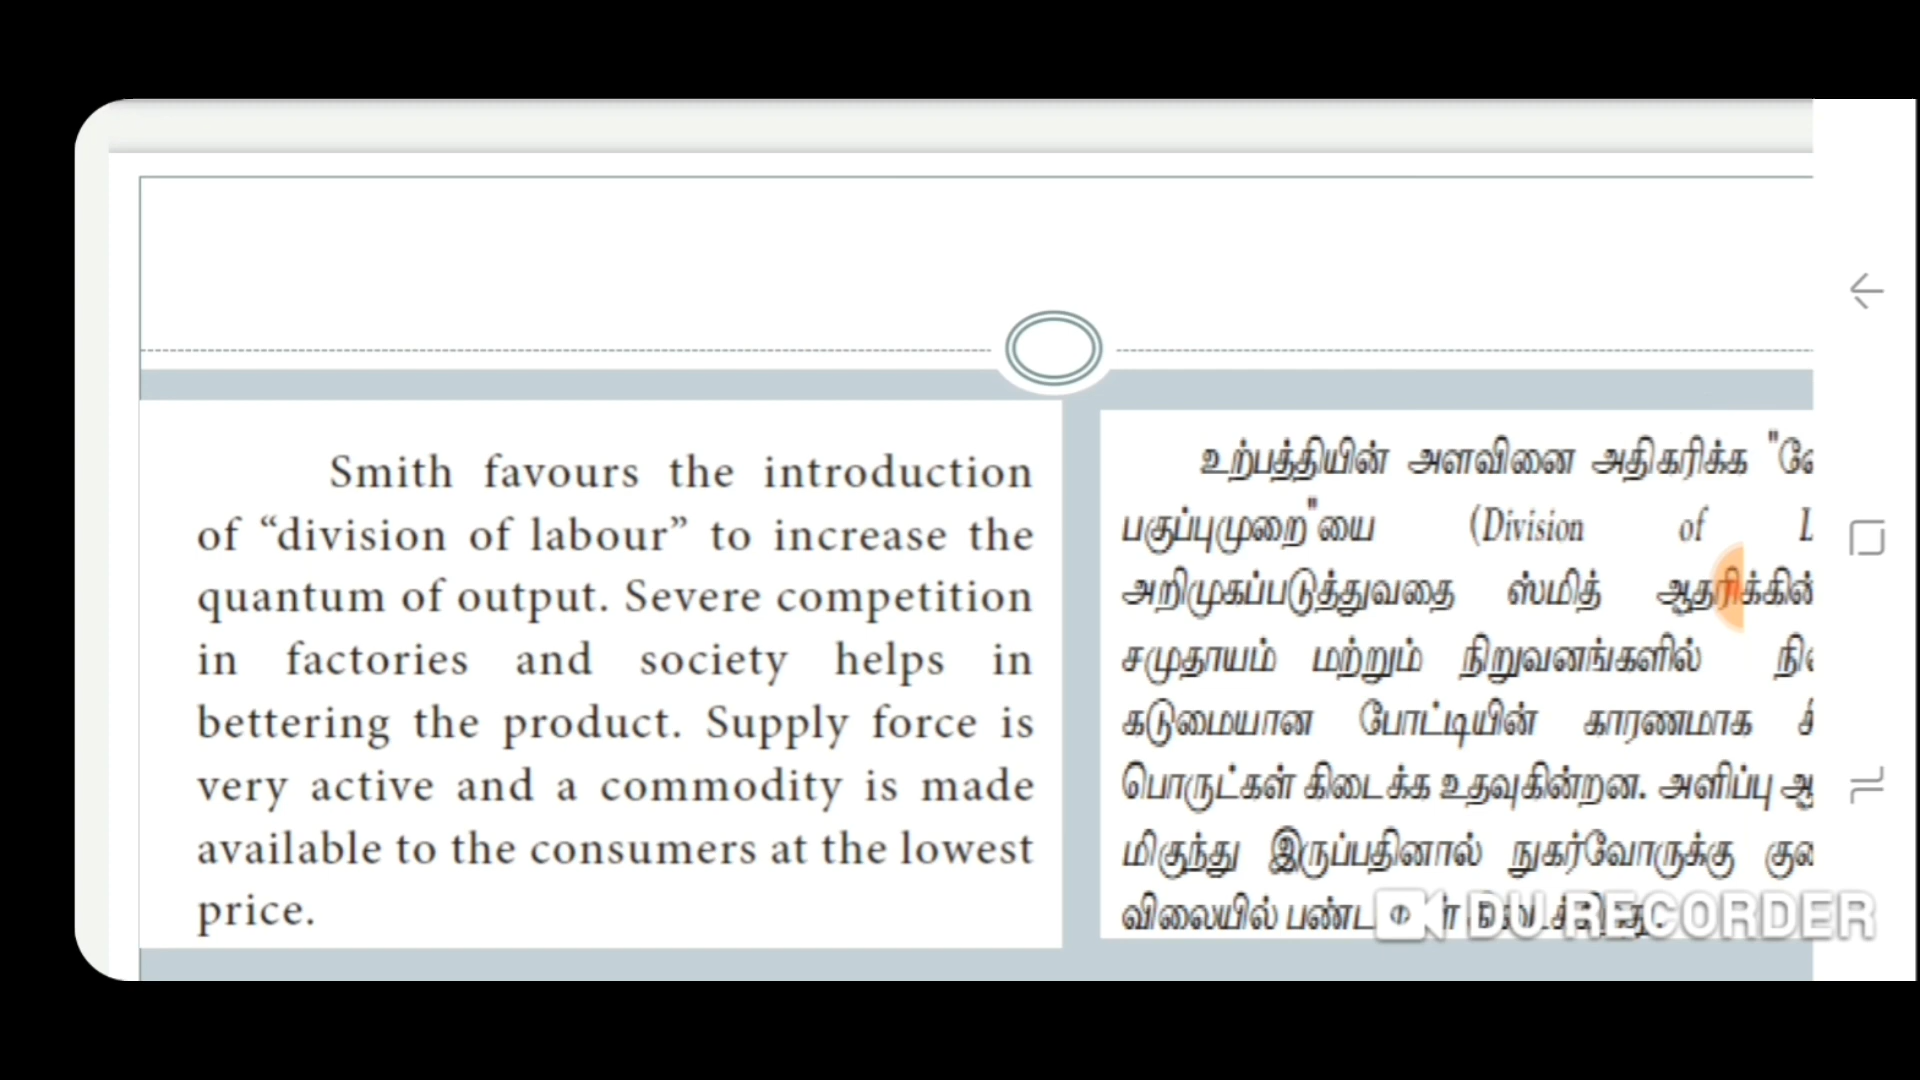 Smith favours the introduction
of “division of labour” to increase the
quantum of output. Severe competition
in factories and society helps in
bettering the product. Supply force is
very active and a commodity is made
available to the consumers at the lowest
price.
உற்பத்தியின் அளவினை அதிகரிக்க
பகுப்புமுறை"யை (Division of L
அறிமுகப்படுத்துவதை ஸ்மித்
சமுதாயம் மற்றும் நிறுவனங்களில்
கடுமையான போட்டியின் காரணமாக
பொருட்கள் கிடைக்க உதவுகின்றன. அளிப்பு
மிகுந்து இருப்பதினால் நுகர்வோருக்கு
விலையில்
DU RECORDER